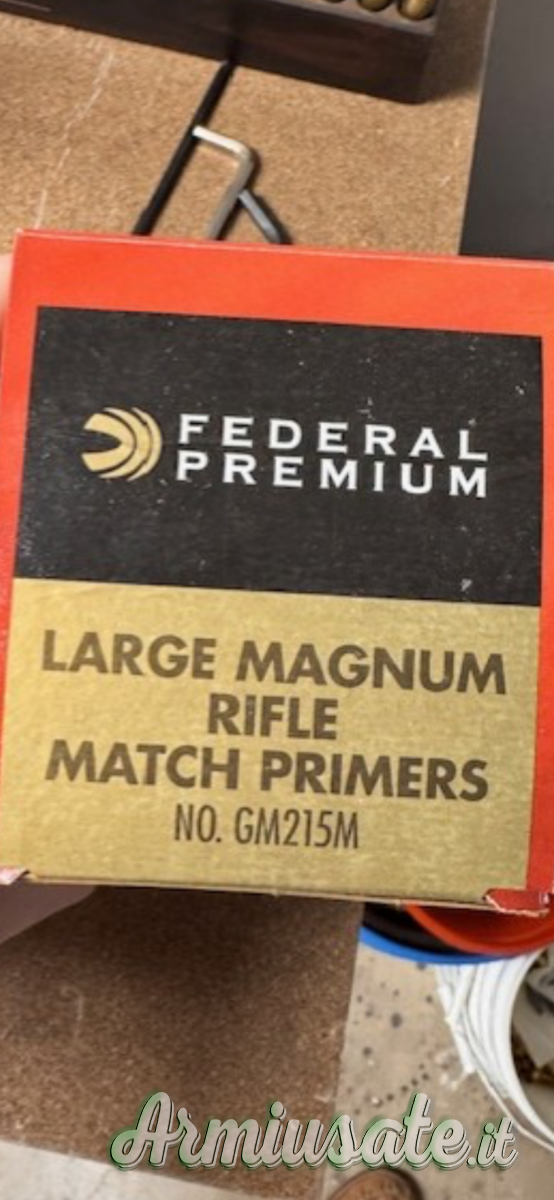 FEDERAL
PREMIUM
LARGE MAGNUM
RIFLE
MATCH PRIMERS
NO. GM215M
Armiusate.it